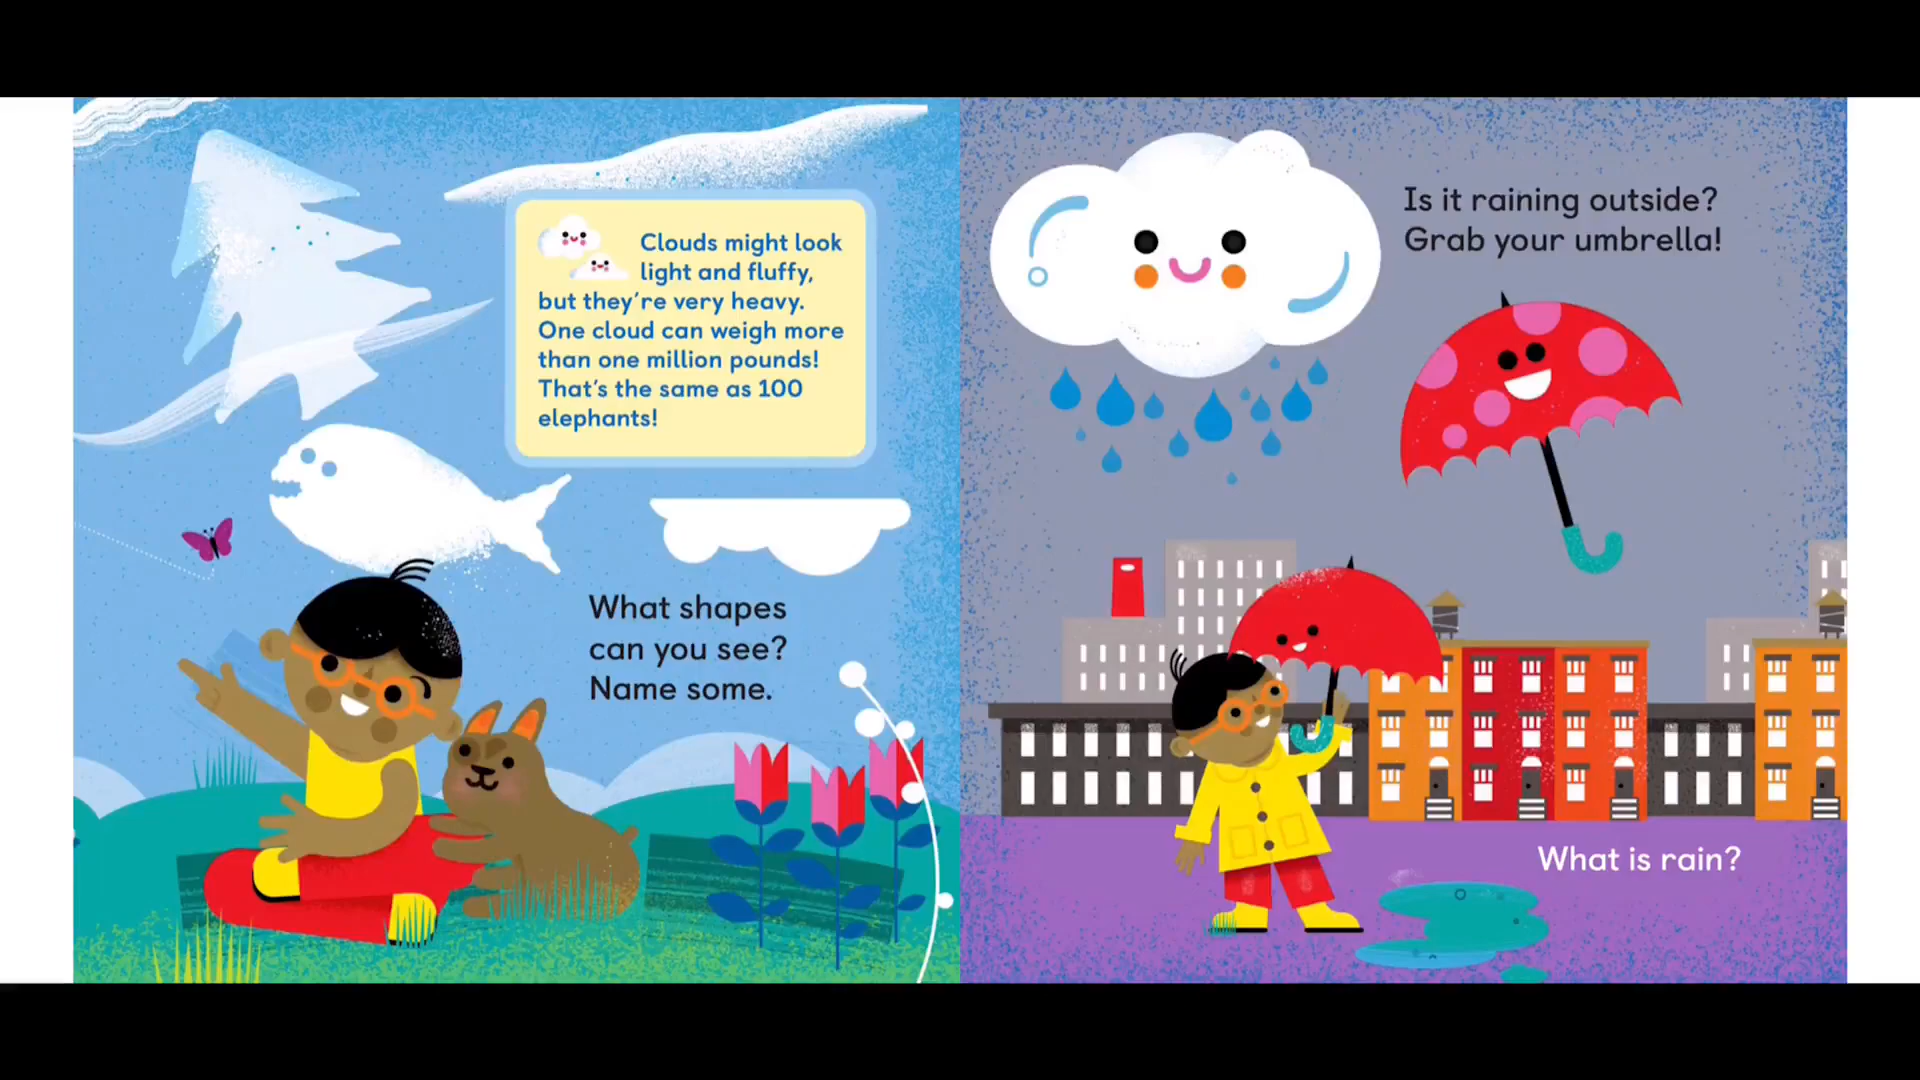 Clouds might look
light and fluffy,
but they're very heavy.
One cloud can weigh more
than one million pounds!
That's the same as 100
elephants!
What shapes
can you see?
Name some.
Is it raining outside?
Grab your umbrella!
What is rain?